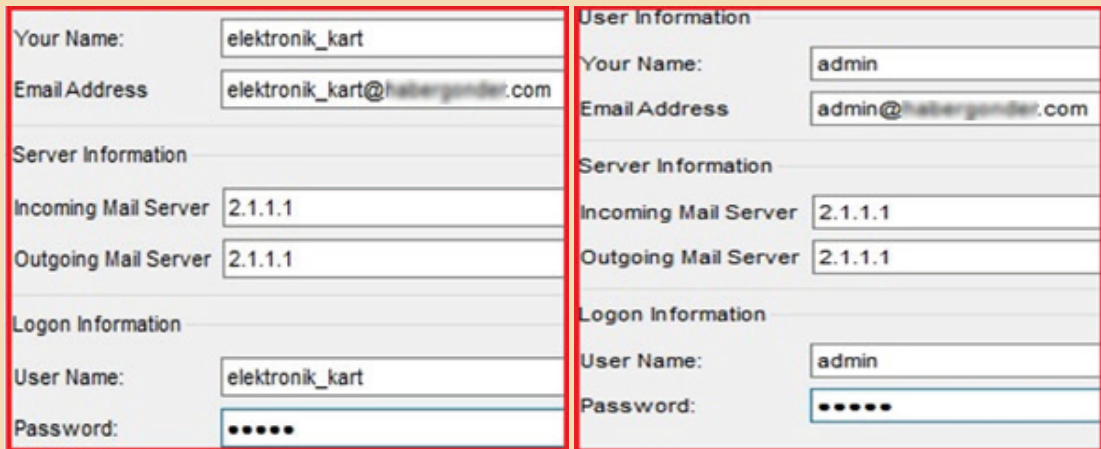 Your Name: elektronik_kart
Email Address elektronik_kart@ .com
Server Information
Incoming Mail Server 2.1.1.1
Outgoing Mail Server 2.1.1.1
Logon Information
User Name: elektronik_kart
Password: •••••
User Information
Your Name: admin
Email Address admin@ .com
Server Information
Incoming Mail Server 2.1.1.1
Outgoing Mail Server 2.1.1.1
Logon Information
User Name: admin
Password: •••••